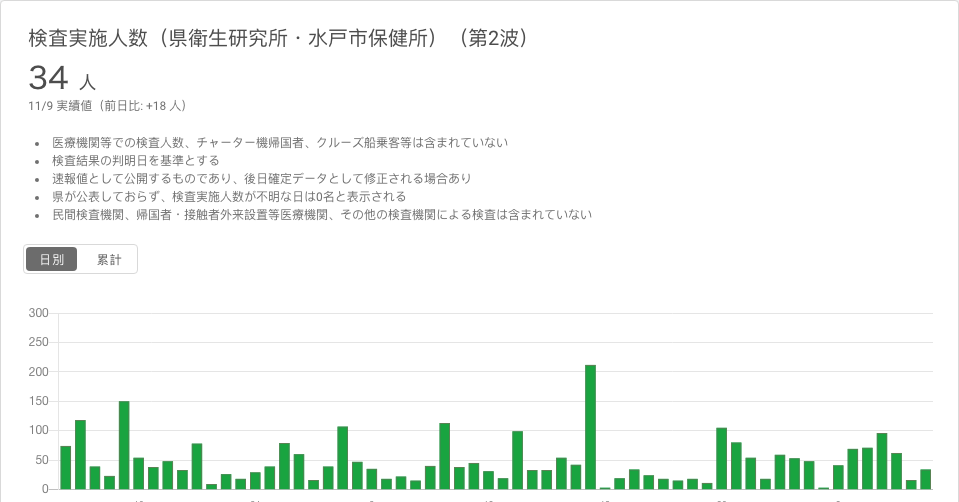 検査実施人数（県衛生研究所・水戸市保健所）（第2波）
34 人
11/9 実績値（前日比: +18 人）
医療機関等での検査人数、チャーター機帰国者、クルーズ船乗客等は含まれていない
検査結果の判明日を基準とする
速報値として公開するものであり、後日確定データとして修正される場合あり
県が公表しておらず、検査実施人数が不明な日は0名と表示される
民間検査機関、帰国者・接触者外来設置等医療機関、その他の検査機関による検査は含まれていない
日別 累計
300
250
200
150
100
50
0